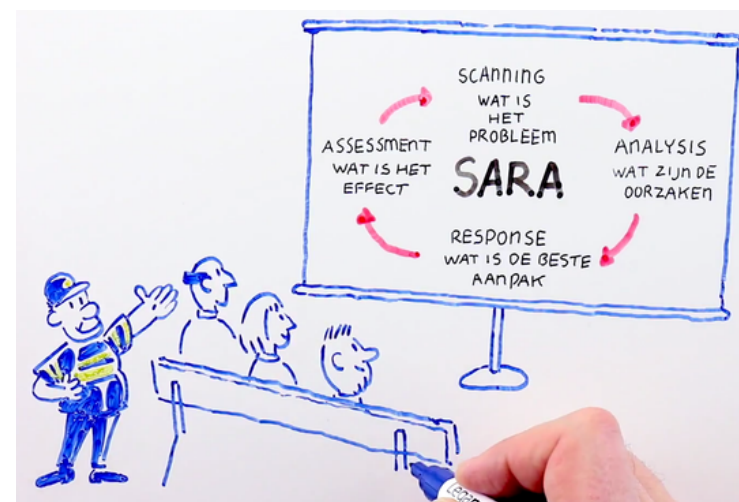 SCANNING
WAT IS
HET
PROBLEEM
ANALYSIS
WAT ZIJN DE
OORZAKEN
RESPONSE
WAT IS DE BESTE
AANPAK
ASSESSMENT
WAT IS HET
EFFECT
SARA